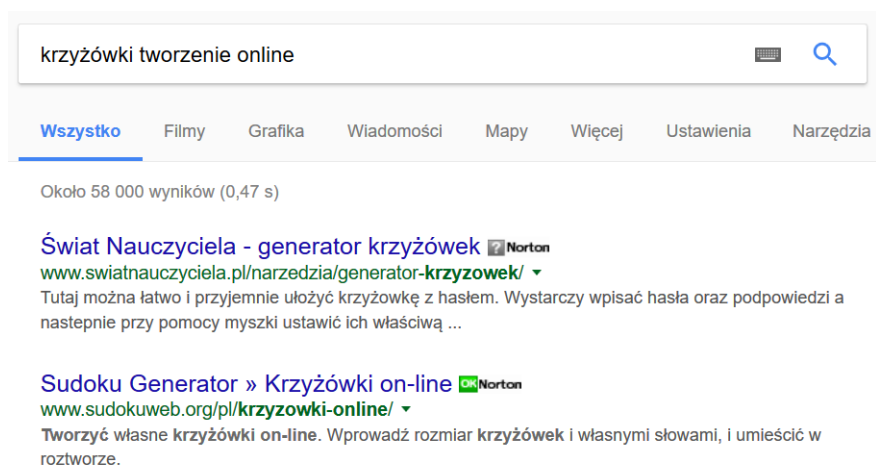 krzyżówki tworzenie online
Wszystko Filmy Grafika Wiadomości Mapy Więcej Ustawienia Narzędzia
Około 58 000 wyników (0,47 s)
Świat Nauczyciela - generator krzyżówek ? Norton
www.swiatnauczyciela.pl/narzedzia/generator-krzyzowek/
Tutaj można łatwo i przyjemnie ułożyć krzyżowkę z hasłem. Wystarczy wpisać hasła oraz podpowiedzi a
nastepnie przy pomocy myszki ustawić ich właściwą ...
Sudoku Generator » Krzyżówki on-line OK Norton
www.sudokuweb.org/pl/krzyzowki-online/
Tworzyć własne krzyżówki on-line. Wprowadź rozmiar krzyżówek i własnymi słowami, i umieścić w
roztworze.